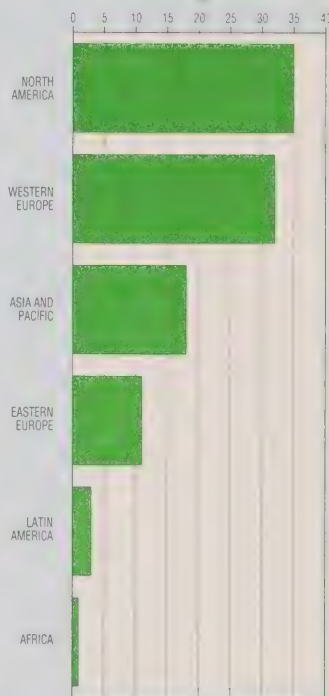 0 5 10 15 20 25 30 35
NORTH
AMERICA
WESTERN
EUROPE
ASIA AND
PACIFIC
EASTERN
EUROPE
LATIN
AMERICA
AFRICA